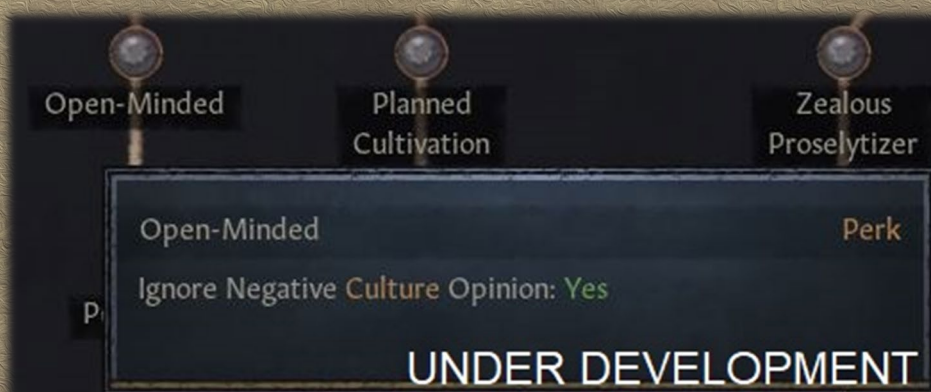 Open-Minded
Planned
Cultivation
Zealous
Proselytizer
Open-Minded
Perk
Ignore Negative Culture Opinion: Yes
UNDER DEVELOPMENT